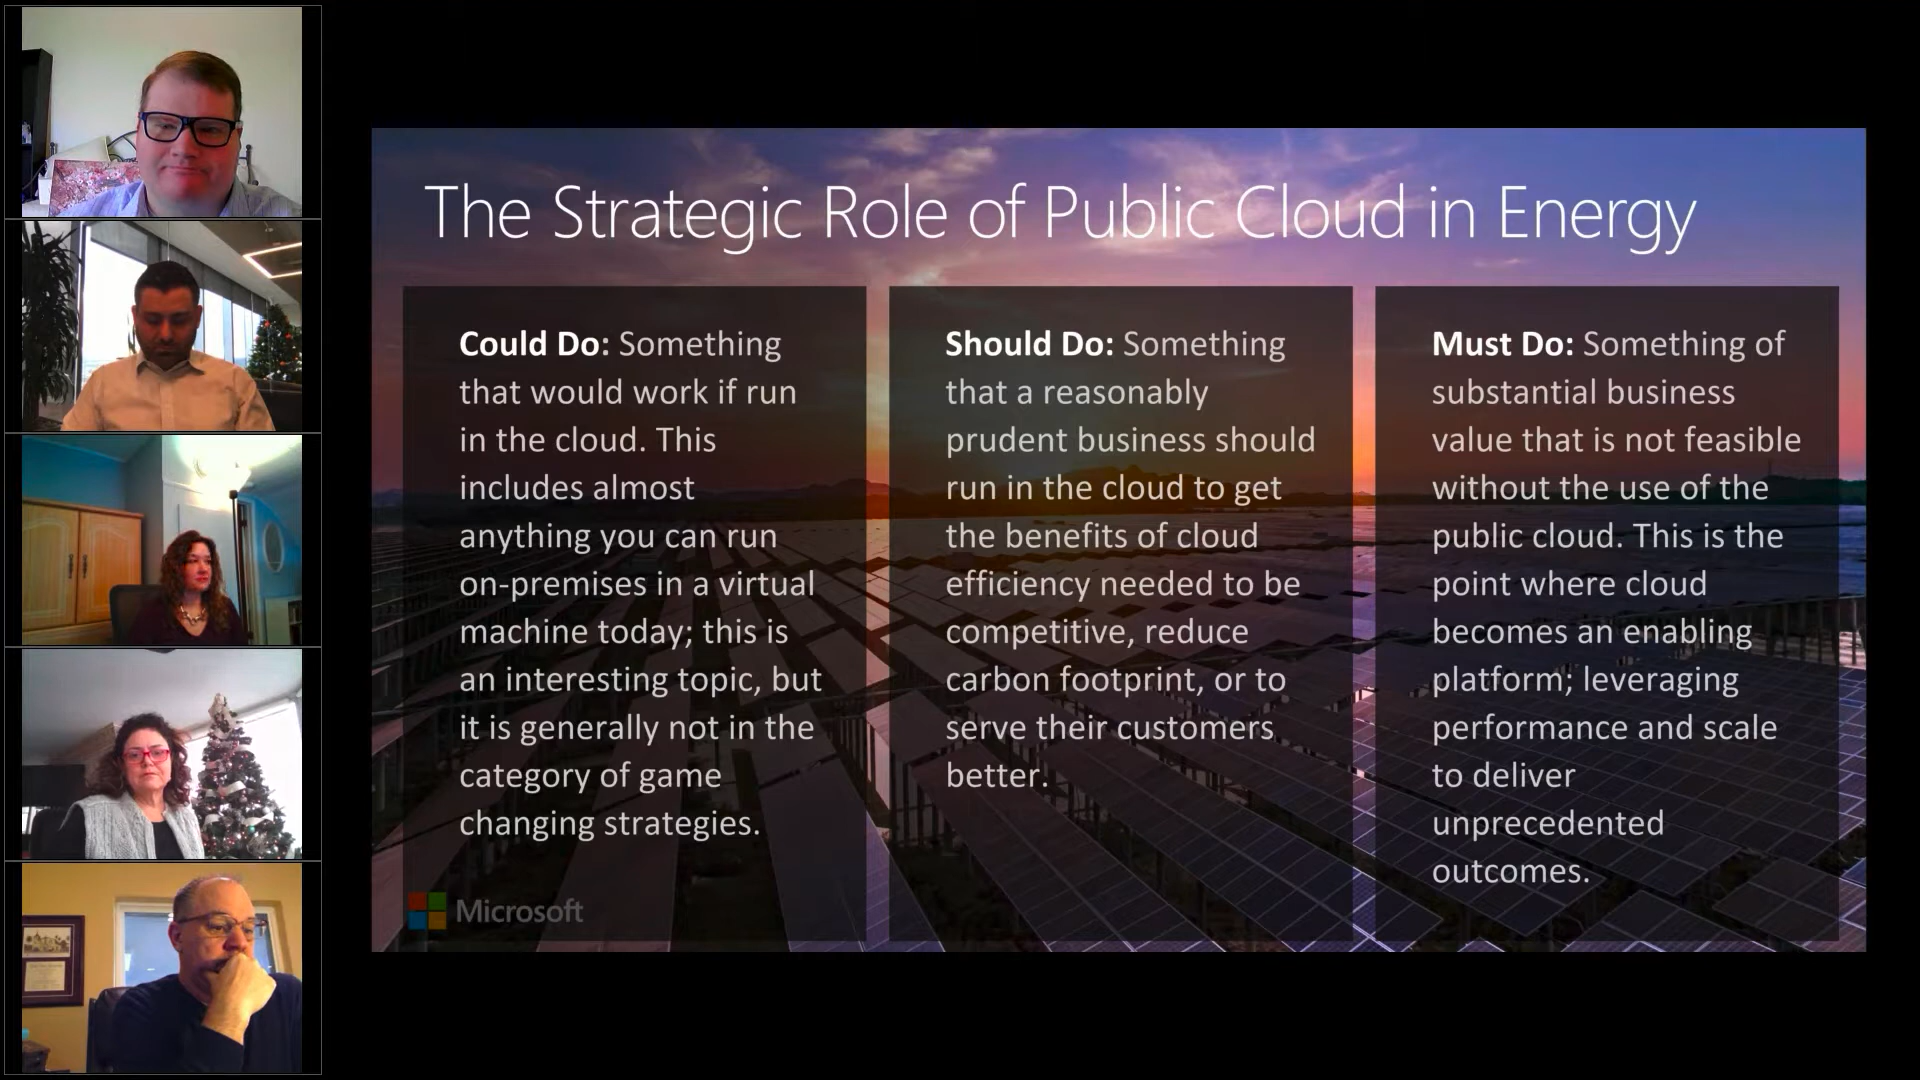 The Strategic Role of Public Cloud in Energy
Could Do: Something
that would work if run
in the cloud. This
includes almost
anything you can run
on-premises in a virtual
machine today; this is
an interesting topic, but
it is generally not in the
category of game
changing strategies.
Should Do: Something
that a reasonably
prudent business should
run in the cloud to get
the benefits of cloud
efficiency needed to be
competitive, reduce
carbon footprint, or to
serve their customers
better.
Must Do: Something of
substantial business
value that is not feasible
without the use of the
public cloud. This is the
point where cloud
becomes an enabling
platform; leveraging
performance and scale
to deliver
unprecedented
outcomes.
Microsoft